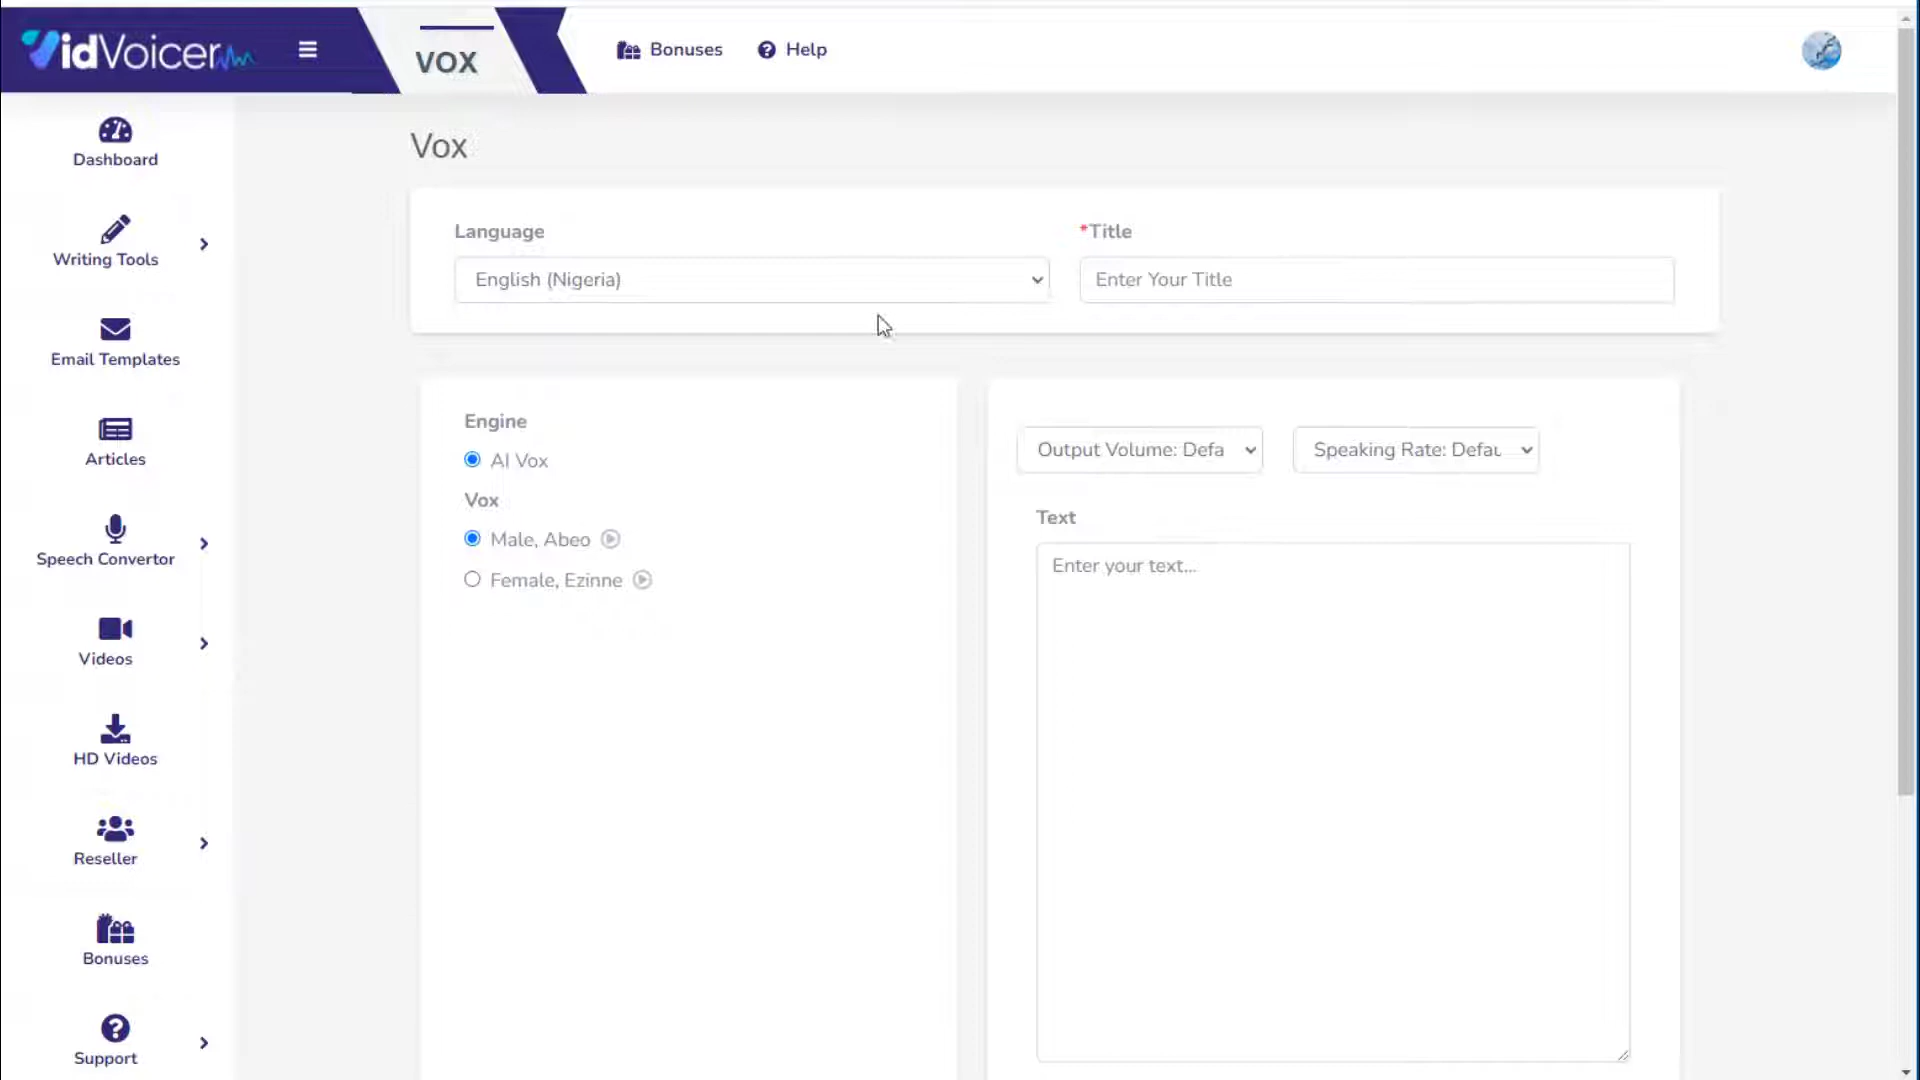 VidVoicer
VOX
Bonuses
Help
Dashboard
Writing Tools
Email Templates
Articles
Speech Convertor
Videos
HD Videos
Reseller
Bonuses
Support
Vox
Language
*Title
English (Nigeria)
Enter Your Title
Engine
AI Vox
Vox
Male, Abeo
Female, Ezinne
Output Volume: Defa
Speaking Rate: Defau
Text
Enter your text...